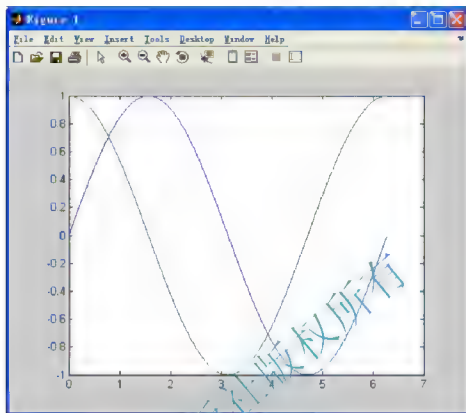 Figure 1
File Edit View Insert Tools Desktop Window Help
1
0.8
0.6
0.4
0.2
0
-0.2
-0.4
-0.6
-0.8
-1
0 1 2 3 4 5 6 7
版权所有